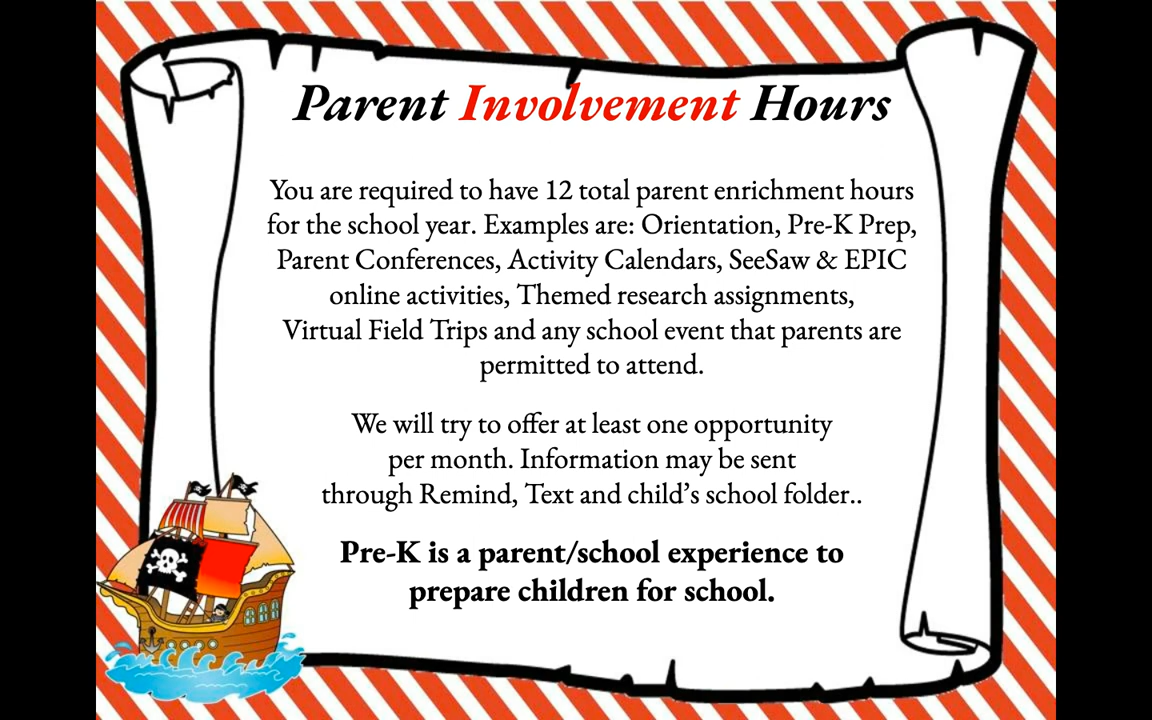 Parent Involvement Hours
You are required to have 12 total parent enrichment hours
for the school year. Examples are: Orientation, Pre-K Prep,
Parent Conferences, Activity Calendars, SeeSaw & EPIC
online activities, Themed research assignments,
Virtual Field Trips and any school event that parents are
permitted to attend.
We will try to offer at least one opportunity
per month. Information may be sent
through Remind, Text and child’s school folder..
Pre-K is a parent/school experience to
prepare children for school.